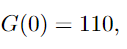 G(0) = 110,